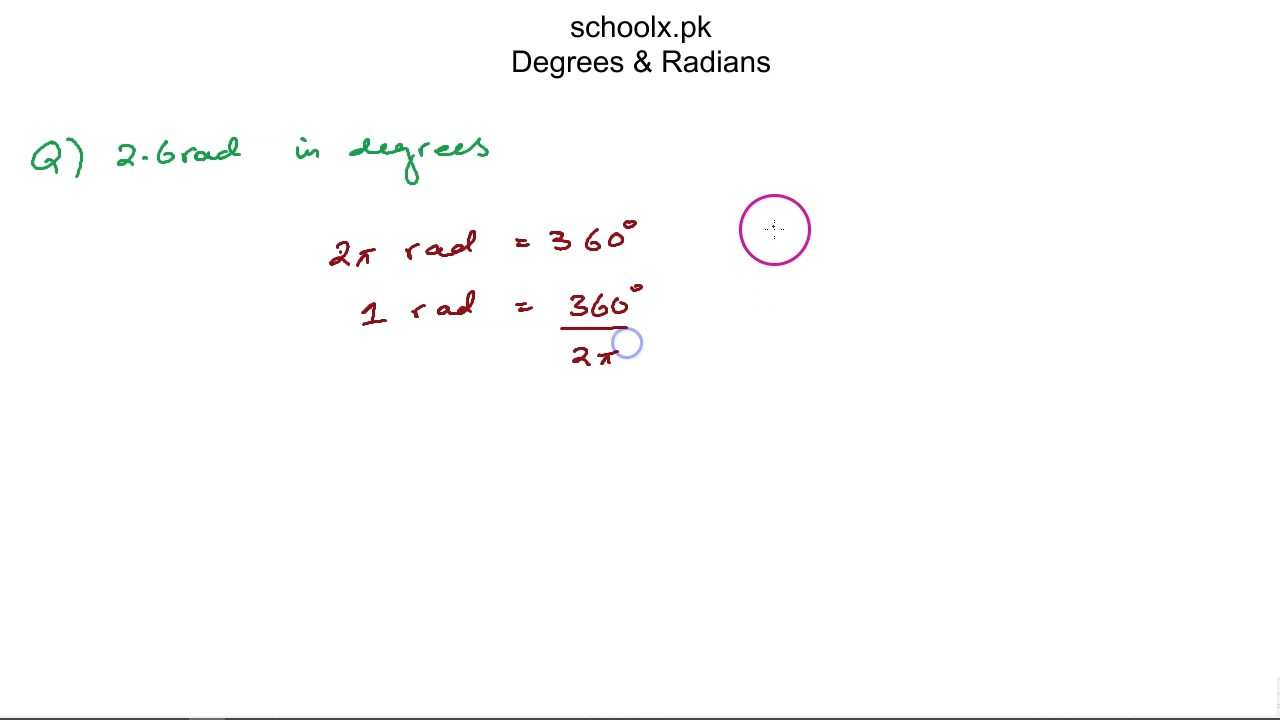 schoolx.pk
Degrees & Radians
Q) 2.6rad in degrees
2π rad = 360°
1 rad = 360°
2π